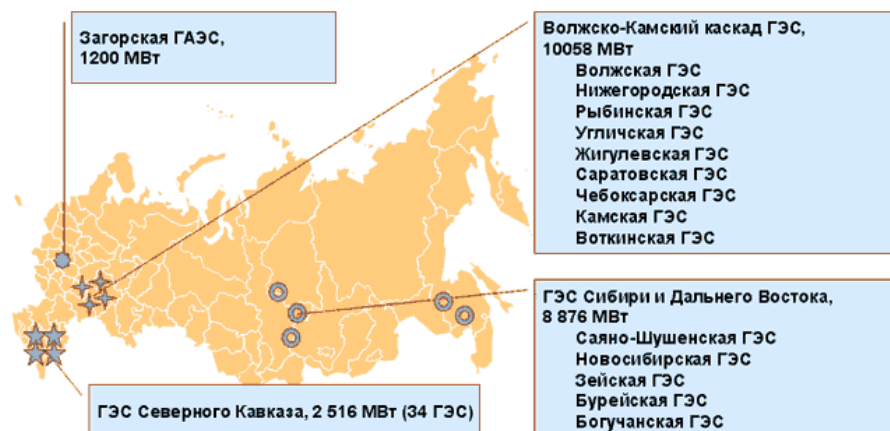 Загорская ГАЭС,
1200 МВт
Волжско-Камский каскад ГЭС,
10058 МВт
Волжская ГЭС
Нижегородская ГЭС
Рыбинская ГЭС
Угличская ГЭС
Жигулевская ГЭС
Саратовская ГЭС
Чебоксарская ГЭС
Камская ГЭС
Воткинская ГЭС
ГЭС Сибири и Дальнего Востока,
8 876 МВт
Саяно-Шушенская ГЭС
Новосибирская ГЭС
Зейская ГЭС
Бурейская ГЭС
Богучанская ГЭС
ГЭС Северного Кавказа, 2 516 МВт (34 ГЭС)